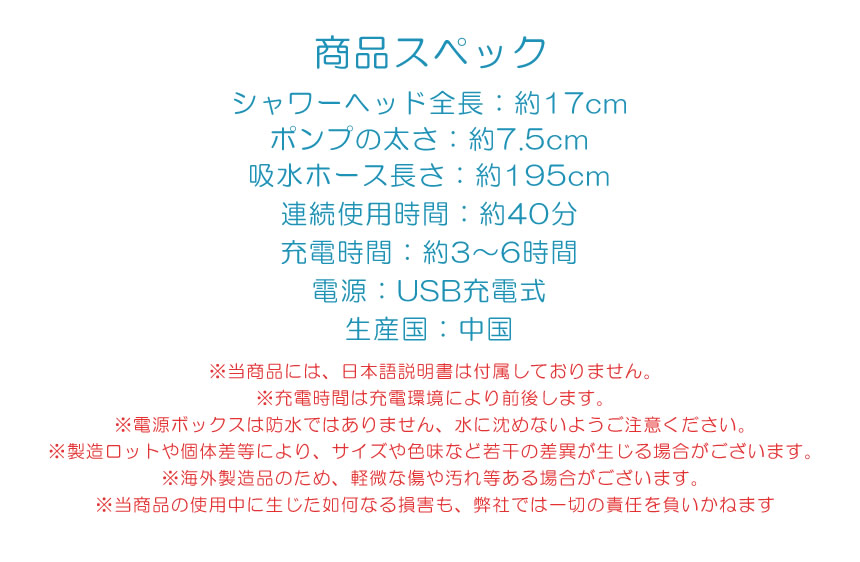 商品スペック
シャワーヘッド全長：約17cm
ポンプの太さ：約7.5cm
吸水ホース長さ：約195cm
連続使用時間：約40分
充電時間：約3～6時間
電源：USB充電式
生産国：中国
※当商品には、日本語説明書は付属しておりません。
※充電時間は充電環境により前後します。
※電源ボックスは防水ではありません、水に沈めないようご注意ください。
※製造ロットや個体差等により、サイズや色味など若干の差異が生じる場合がございます。
※海外製造品のため、軽微な傷や汚れ等ある場合がございます。
※当商品の使用中に生じた如何なる損害も、弊社では一切の責任を負いかねます